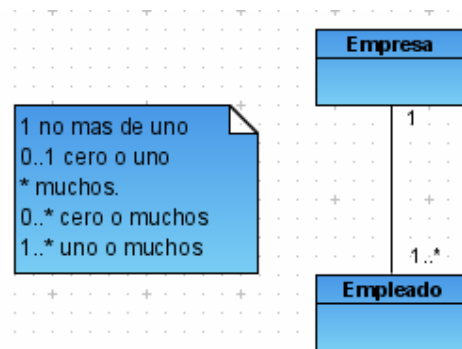 Empresa
1 no mas de uno
0..1 cero o uno
* muchos.
0..* cero o muchos
1..* uno o muchos
1
1..*
Empleado